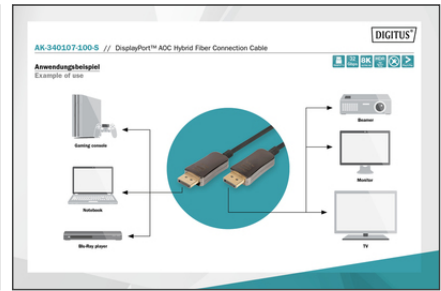 DIGITUS®
AK-340107-100-S // DisplayPort™ AOC Hybrid Fiber Connection Cable
Anwendungsbeispiel
Example of use
8K
Gaming console
Notebook
Blu-Ray player
Beamer
Monitor
TV